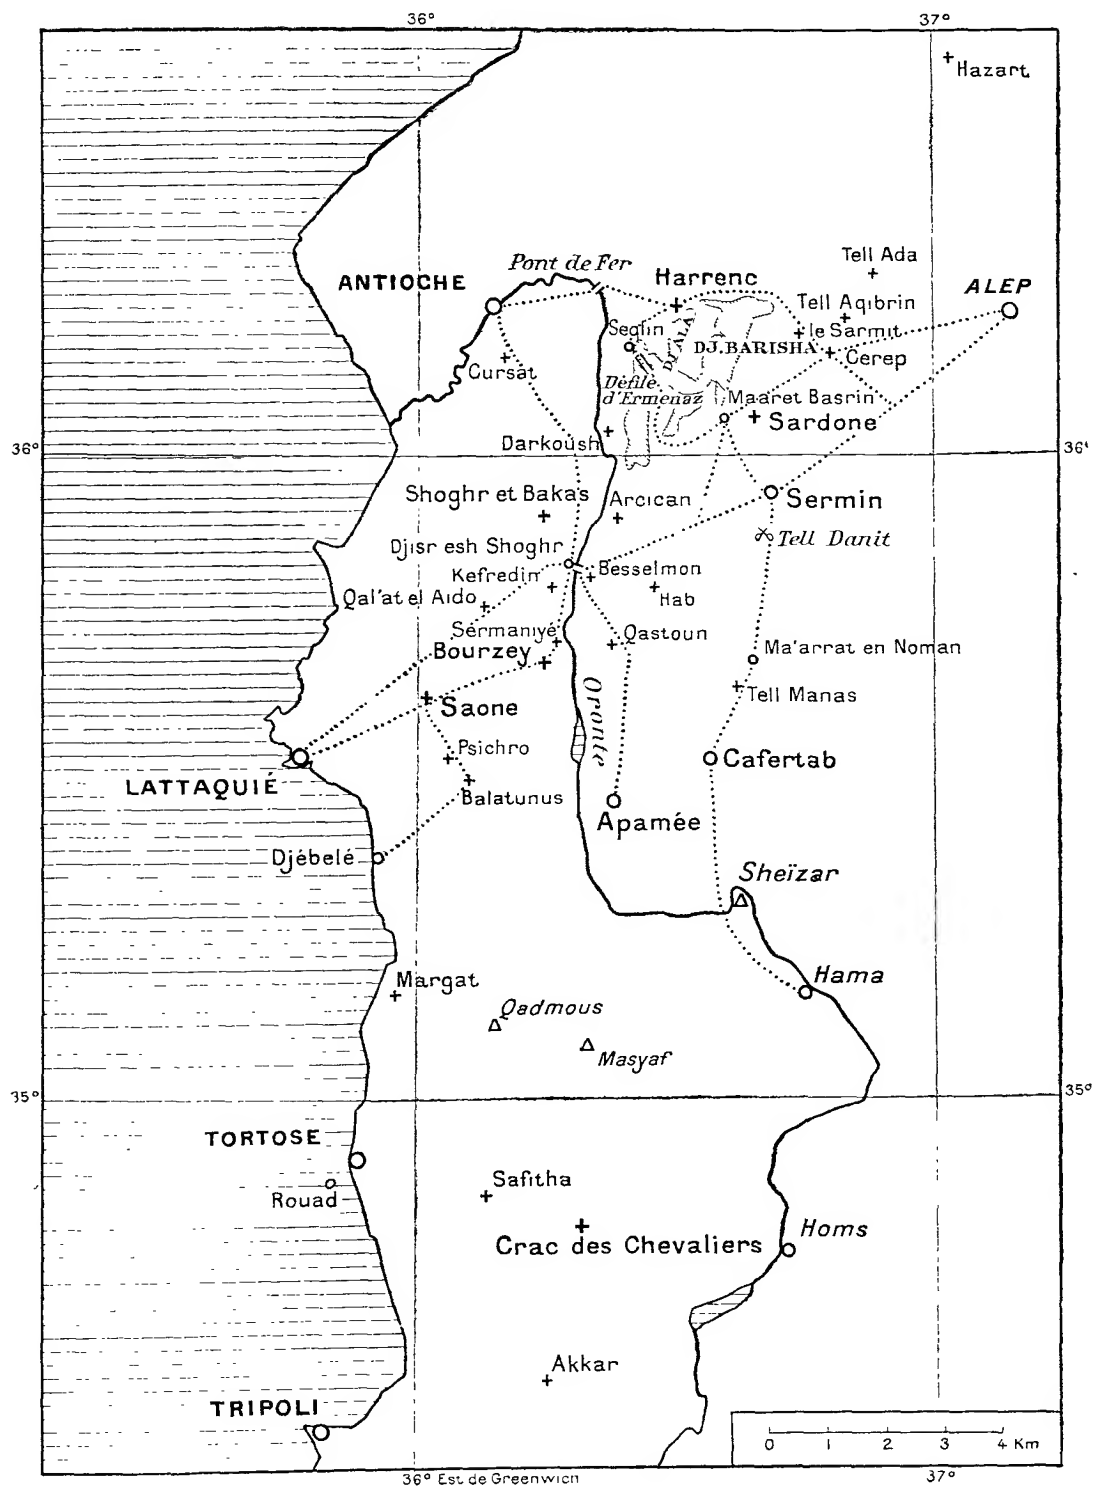 36°
37°
Hazart
Tell Ada
Pont de Fer
Harrenc
ALEP
ANTIOCHE
Tell Aqibrin
Seqlin
le Sarmit
DJ. ALA
DJ. BARISHA
Cerep
Cursat
Défilé
d'Ermenaz
Maaret Basrin
Sardone
Darkoush
36°
36°
Shoghr et Bakas
Arcican
Sermin
Tell Danit
Djisr esh Shoghr
Besselmon
Kefredin
Hab
Qal'at el Aido
Sermaniyé
Qastoun
Bourzey
Ma'arrat en Noman
Oronte
Tell Manas
Saone
Psichro
Cafertab
LATTAQUIÉ
Balatunus
Apamée
Djébelé
Sheïzar
Hama
Margat
Qadmous
Masyaf
35°
35°
TORTOSE
Safitha
Rouad
Homs
Crac des Chevaliers
Akkar
TRIPOLI
0 1 2 3 4 Km
36° Est de Greenwich
37°